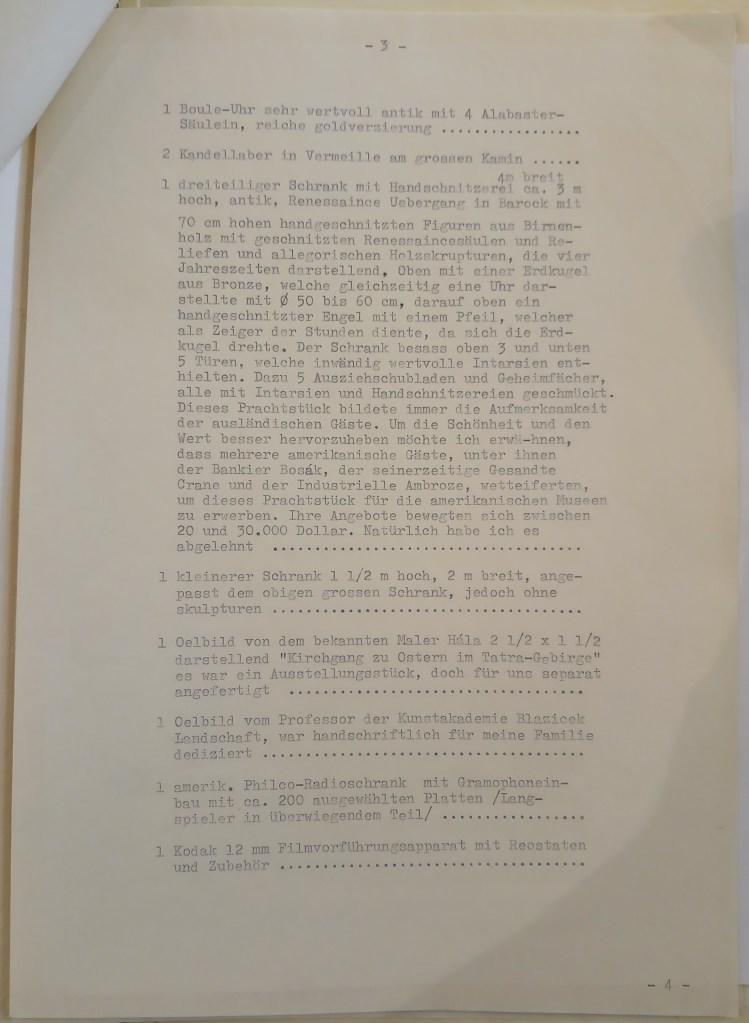 - 3 -
1 Boule-Uhr sehr wertvoll antik mit 4 Alabaster-
Säulein, reiche goldverzierung .................
2 Kandellaber in Vermeille am grossen Kamin ......
4m breit
1 dreiteiliger Schrank mit Handschnitzerei ca. 3 m
hoch, antik, Renessaince Uebergang in Barock mit
70 cm hohen handgeschnitzten Figuren aus Birnen-
holz mit geschnitzten Renessaincesäulen und Re-
liefen und allegorischen Holzskrupturen, die vier
Jahreszeiten darstellend, Oben mit einer Erdkugel
aus Bronze, welche gleichzeitig eine Uhr dar-
stellte mit Ø 50 bis 60 cm, darauf oben ein
handgeschnitzter Engel mit einem Pfeil, welcher
als Zeiger der Stunden diente, da sich die Erd-
kugel drehte. Der Schrank besass oben 3 und unten
5 Türen, welche inwändig wertvolle Intarsien ent-
hielten. Dazu 5 Ausziehschubladen und Geheimfächer,
alle mit Intarsien und Handschnitzereien geschmückt.
Dieses Prachtstück bildete immer die Aufmerksamkeit
der ausländischen Gäste. Um die Schönheit und den
Wert besser hervorzuheben möchte ich erwä-hnen,
dass mehrere amerikanische Gäste, unter ihnen
der Bankier Bosák, der seinerzeitige Gesandte
Crane und der Industrielle Ambroze, wetteiferten,
um dieses Prachtstück für die amerikanischen Museen
zu erwerben. Ihre Angebote bewegten sich zwischen
20 und 30.000 Dollar. Natürlich habe ich es
abgelehnt .....................................
1 kleinerer Schrank 1 1/2 m hoch, 2 m breit, ange-
passt dem obigen grossen Schrank, jedoch ohne
skulpturen .....................................
1 Oelbild von dem bekannten Maler Hála 2 1/2 x 1 1/2
darstellend "Kirchgang zu Ostern im Tatra-Gebirge"
es war ein Ausstellungsstück, doch für uns separat
angefertigt ...................................
1 Oelbild vom Professor der Kunstakademie Blazicek
Landschaft, war handschriftlich für meine Familie
dediziert .......................................
1 amerik. Philco-Radioschrank mit Gramophonein-
bau mit ca. 200 ausgewählten Platten /Lang-
spieler in überwiegendem Teil/ .................
1 Kodak 12 mm Filmvorführungsapparat mit Reostaten
und Zubehör .....................................
- 4 -